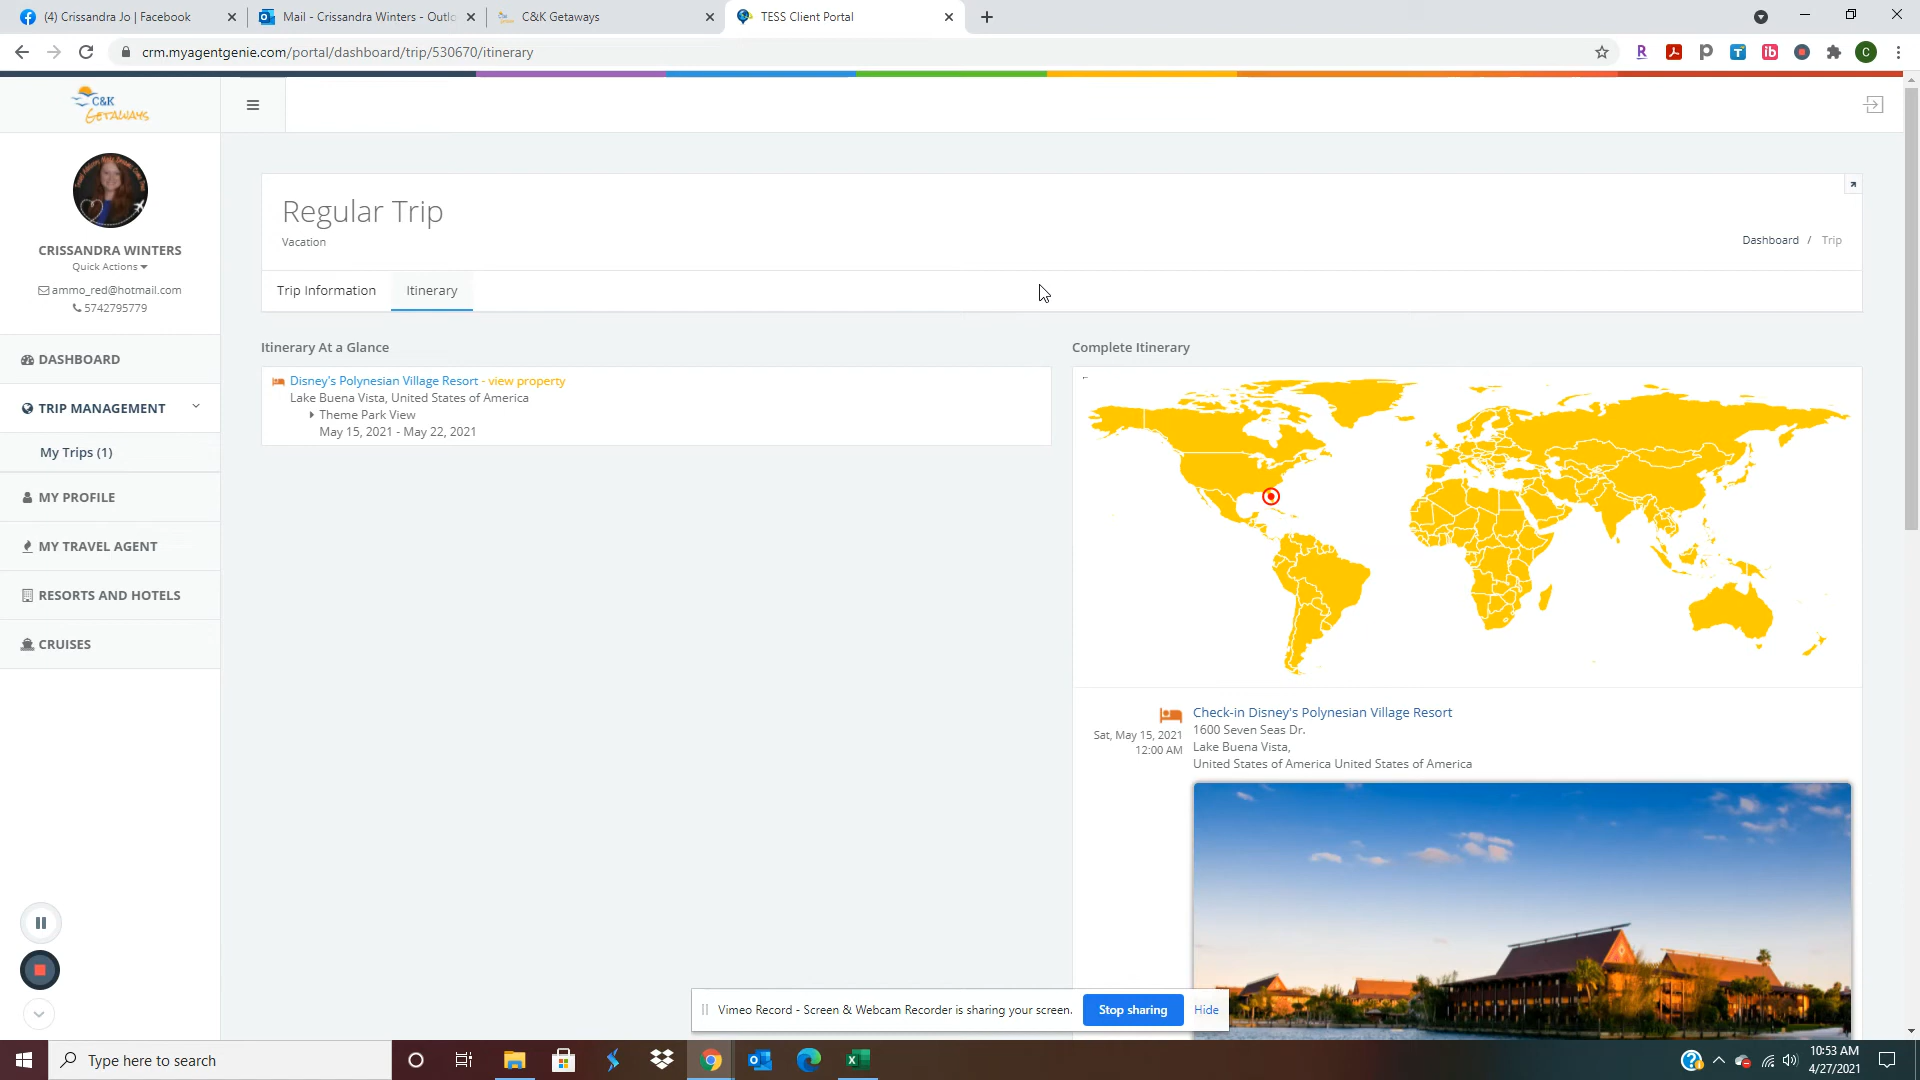 (4) Crissandra Jo | Facebook
Mail - Crissandra Winters - Outlo
C&K Getaways
TESS Client Portal
crm.myagentgenie.com/portal/dashboard/trip/530670/itinerary
C&K
GETAWAYS
CRISSANDRA WINTERS
Quick Actions
ammo_red@hotmail.com
5742795779
DASHBOARD
TRIP MANAGEMENT
My Trips (1)
MY PROFILE
MY TRAVEL AGENT
RESORTS AND HOTELS
CRUISES
Regular Trip
Vacation
Dashboard / Trip
Trip Information
Itinerary
Itinerary At a Glance
Disney's Polynesian Village Resort - view property
Lake Buena Vista, United States of America
Theme Park View
May 15, 2021 - May 22, 2021
Complete Itinerary
Check-in Disney's Polynesian Village Resort
Sat, May 15, 2021
12:00 AM
1600 Seven Seas Dr.
Lake Buena Vista,
United States of America United States of America
Vimeo Record - Screen & Webcam Recorder is sharing your screen.
Stop sharing
Hide
Type here to search
10:53 AM
4/27/2021